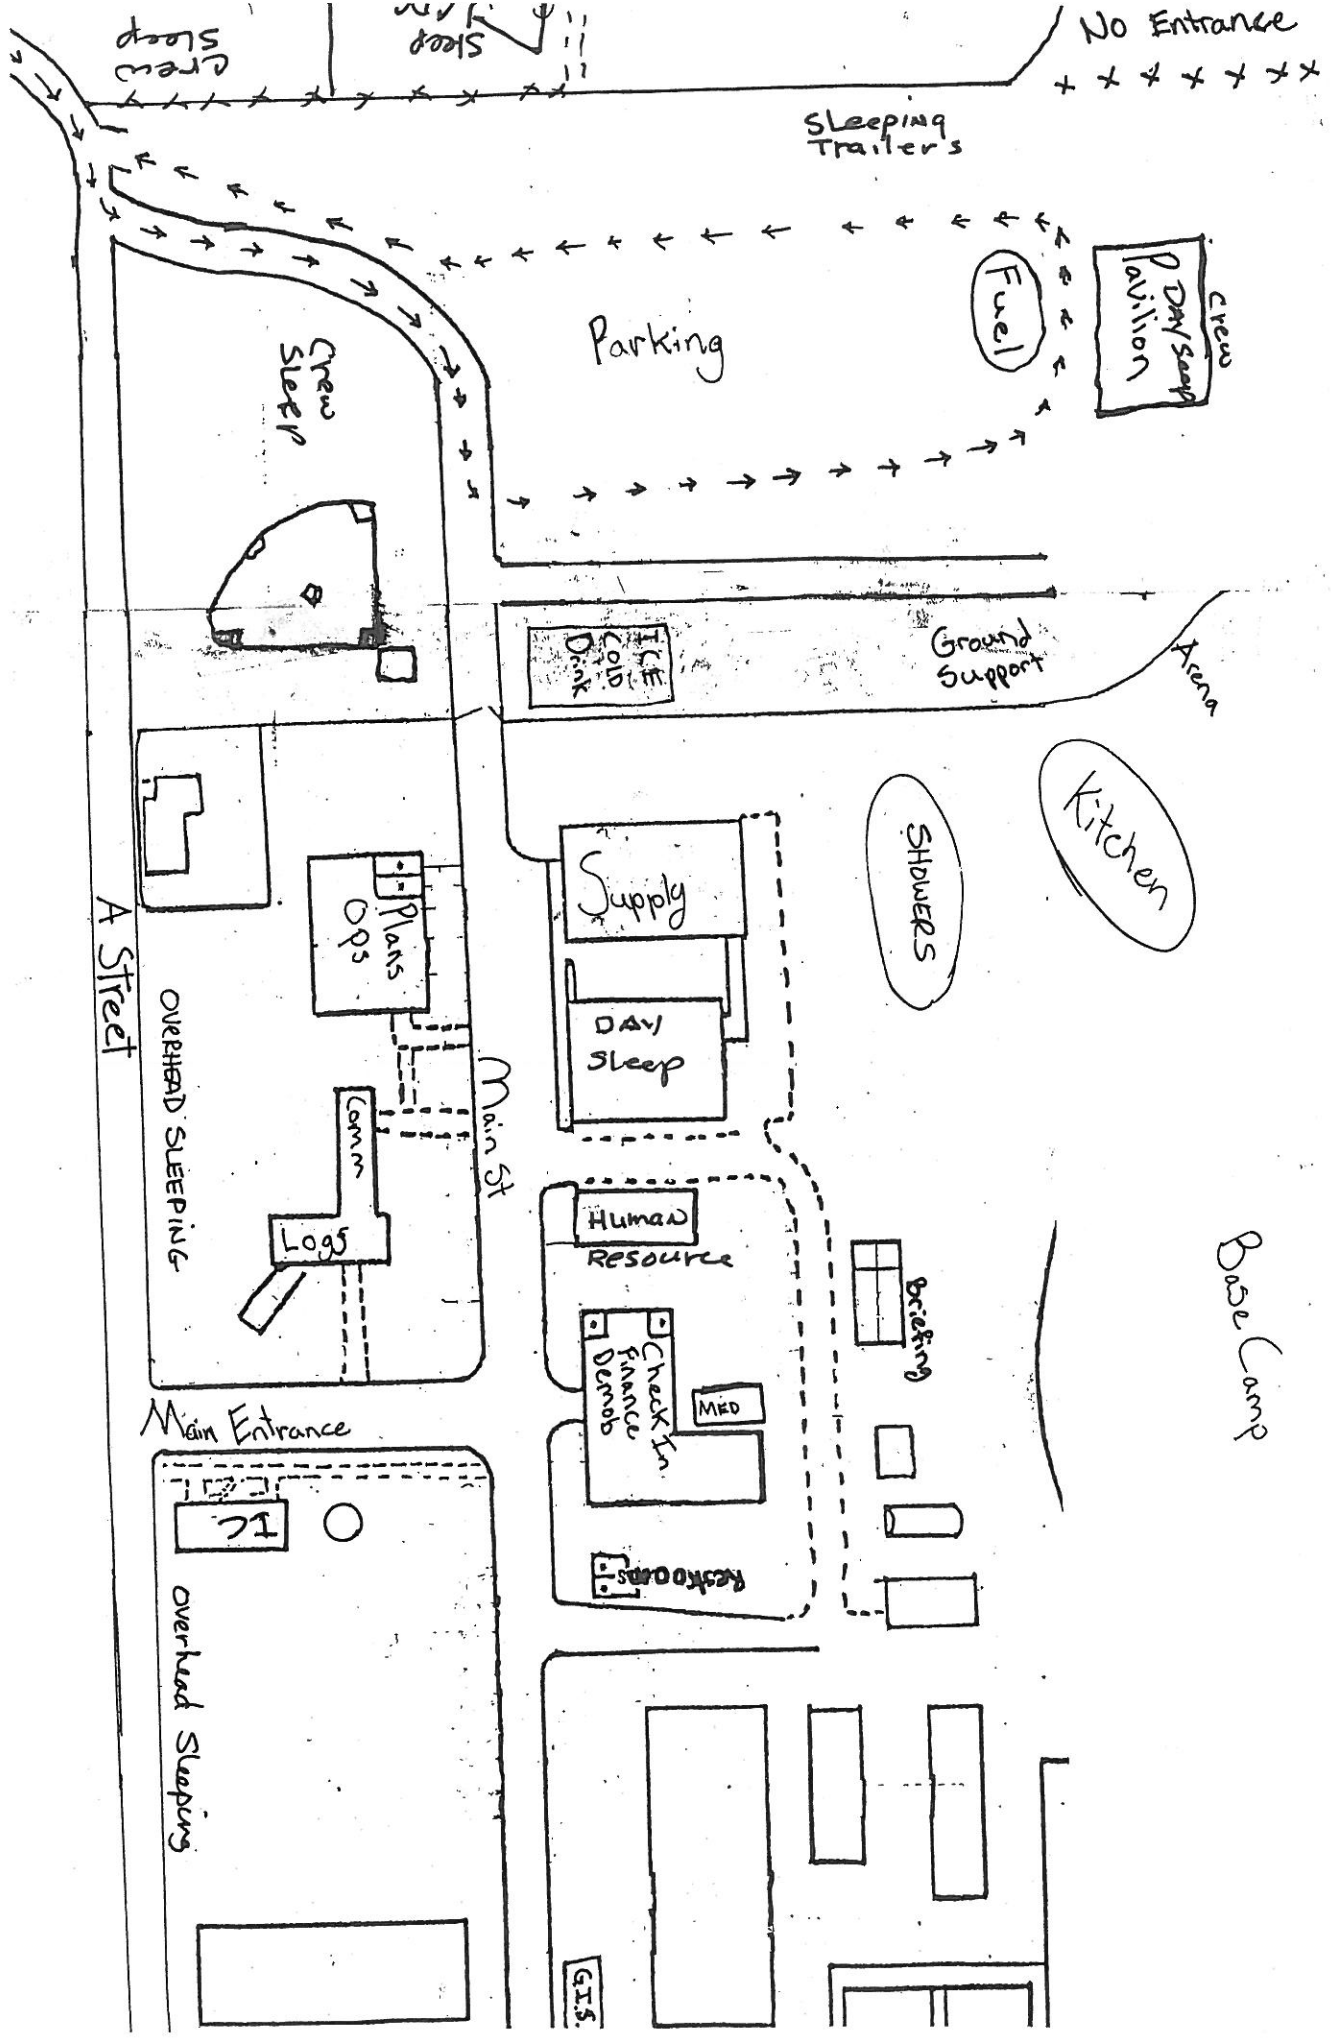 No Entrance
Crew
Sleep
Sleep
Sleeping
Trailer's
Fuel
Crew
DAY Sleep
Pavilion
Parking
Crew
Sleep
ICE
COLD
Drink
Ground
Support
Arena
Kitchen
SHOWERS
Supply
Plans
Ops
A Street
OVERHEAD SLEEPING
DAY
Sleep
Main St
Comm
Logs
Human
Resource
Briefing
Base Camp
Check In
Finance
Demob
MED
Main Entrance
IC
Restrooms
Overhead Sleeping
G.I.S.